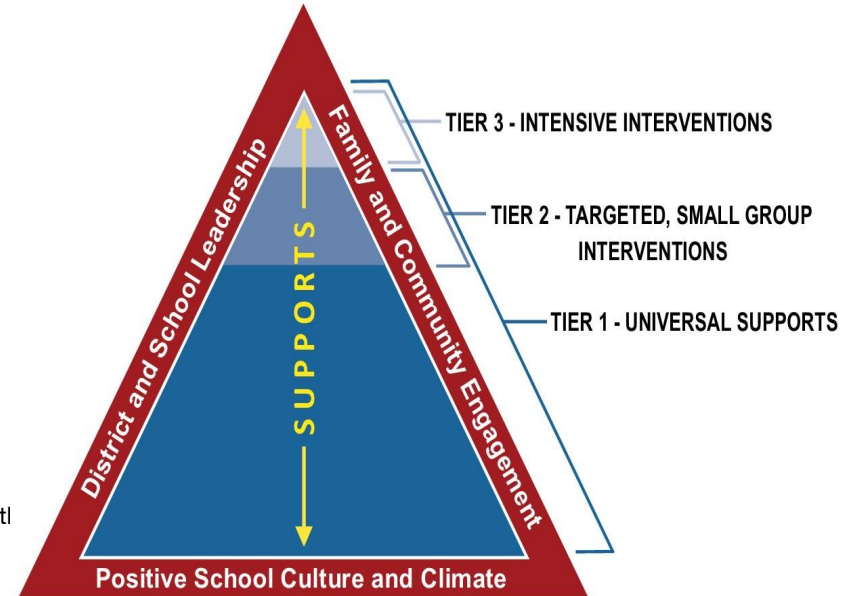 District and School Leadership
Family and Community Engagement
SUPPORTS
TIER 3 - INTENSIVE INTERVENTIONS
TIER 2 - TARGETED, SMALL GROUP
INTERVENTIONS
TIER 1 - UNIVERSAL SUPPORTS
Positive School Culture and Climate